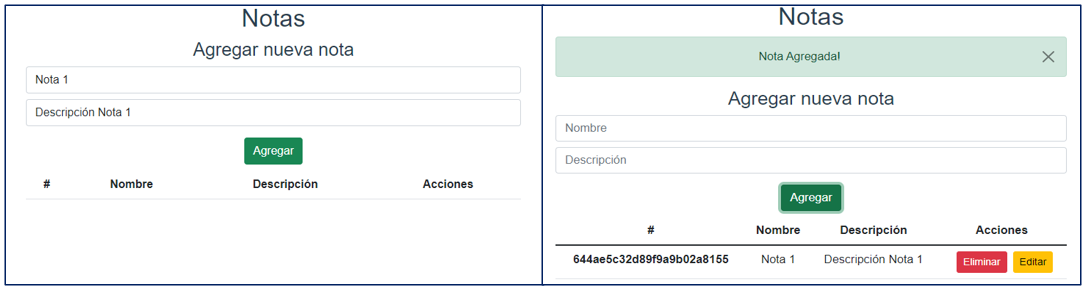 Notas
Agregar nueva nota
Nota 1
Descripción Nota 1
Agregar
# Nombre Descripción Acciones
Notas
Nota Agregada!
Agregar nueva nota
Nombre
Descripción
Agregar
# Nombre Descripción Acciones
644ae5c32d89f9a9b02a8155 Nota 1 Descripción Nota 1 Eliminar Editar